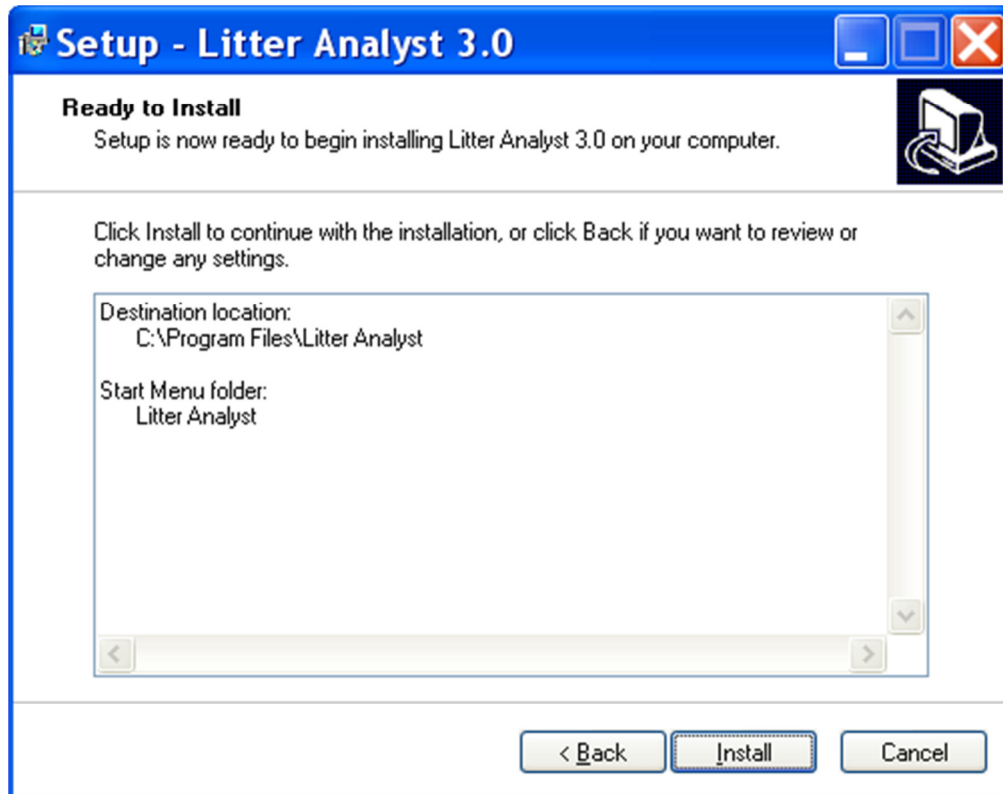 Setup - Litter Analyst 3.0
Ready to Install
Setup is now ready to begin installing Litter Analyst 3.0 on your computer.
Click Install to continue with the installation, or click Back if you want to review or
change any settings.
Destination location:
C:\Program Files\Litter Analyst
Start Menu folder:
Litter Analyst
< Back
Install
Cancel